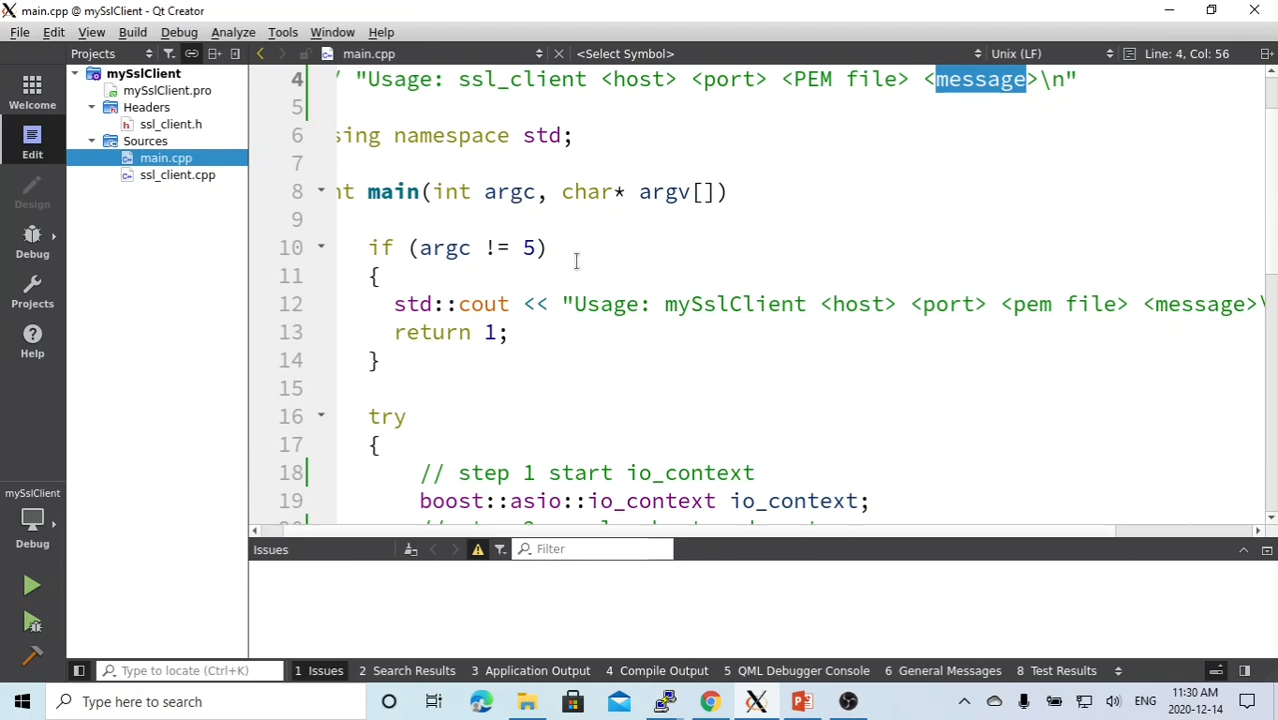 main.cpp @ mySslClient - Qt Creator
File Edit View Build Debug Analyze Tools Window Help
Projects main.cpp <Select Symbol> Unix (LF) Line: 4, Col: 56
Welcome
Edit
Design
Debug
Projects
Help
mySslClient
Debug
mySslClient
mySslClient.pro
Headers
ssl_client.h
Sources
main.cpp
ssl_client.cpp
4 / "Usage: ssl_client <host> <port> <PEM file> <message>\n"
5
6 sing namespace std;
7
8 nt main(int argc, char* argv[])
9
10 if (argc != 5)
11 {
12 std::cout << "Usage: mySslClient <host> <port> <pem file> <message>\
13 return 1;
14 }
15
16 try
17 {
18 // step 1 start io_context
19 boost::asio::io_context io_context;
Issues Filter
Type to locate (Ctrl+K) 1 Issues 2 Search Results 3 Application Output 4 Compile Output 5 QML Debugger Console 6 General Messages 8 Test Results
Type here to search ENG 11:30 AM
2020-12-14